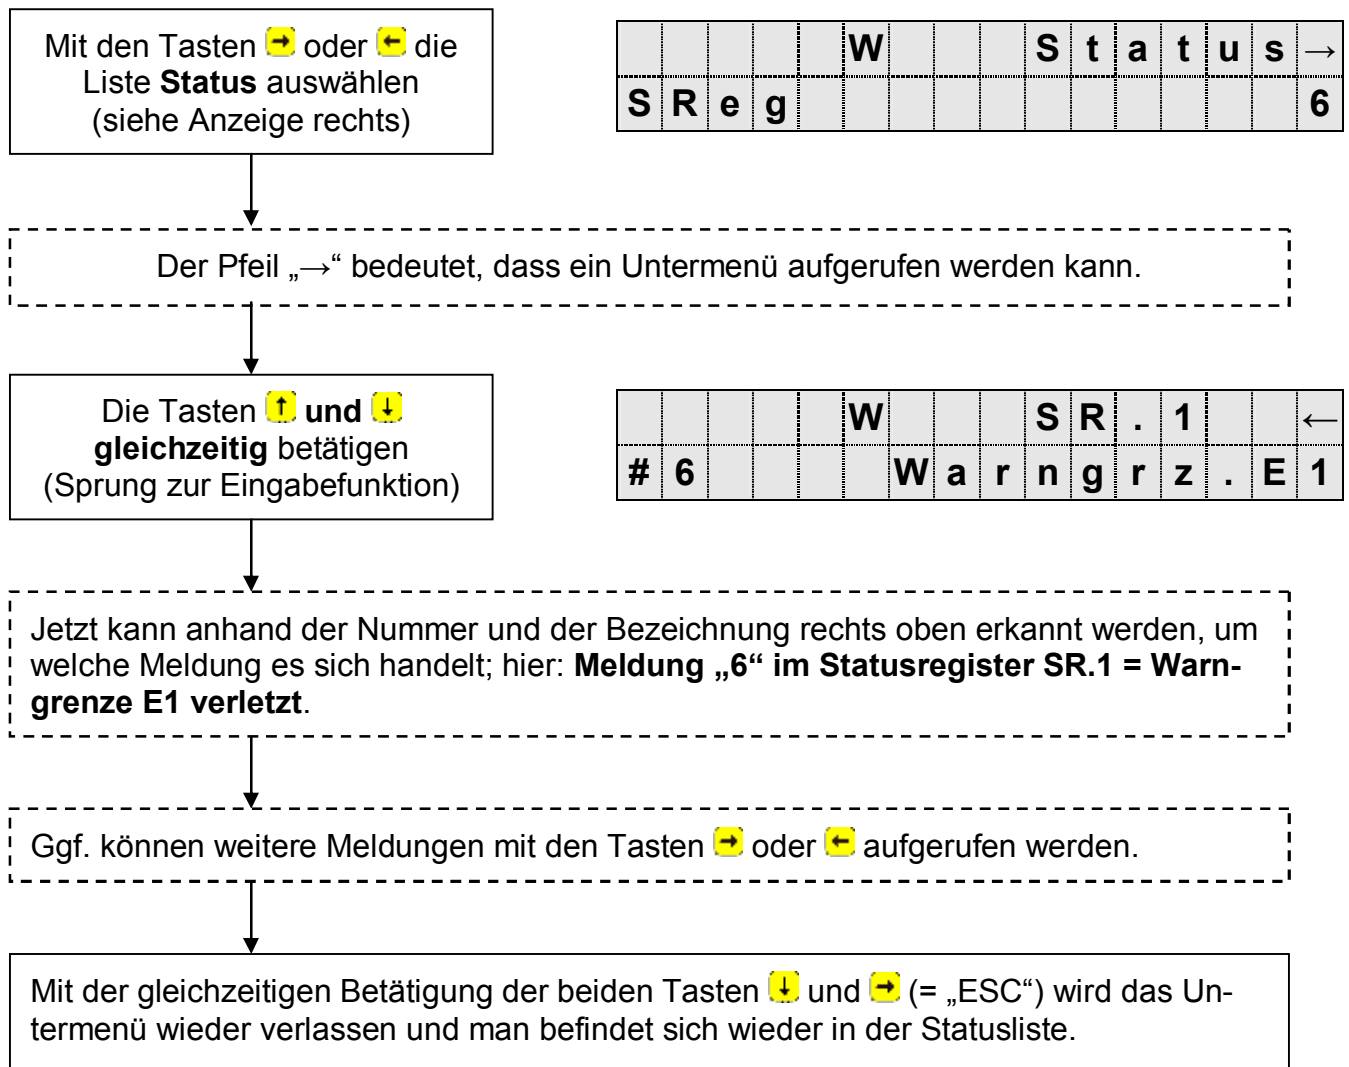 Mit den Tasten → oder ← die
Liste Status auswählen
(siehe Anzeige rechts)
W Status→
SReg 6
Der Pfeil „→“ bedeutet, dass ein Untermenü aufgerufen werden kann.
Die Tasten ↑ und ↓
gleichzeitig betätigen
(Sprung zur Eingabefunktion)
W SR.1 ←
#6 Warngrz.E1
Jetzt kann anhand der Nummer und der Bezeichnung rechts oben erkannt werden, um
welche Meldung es sich handelt; hier: Meldung „6“ im Statusregister SR.1 = Warn-
grenze E1 verletzt.
Ggf. können weitere Meldungen mit den Tasten → oder ← aufgerufen werden.
Mit der gleichzeitigen Betätigung der beiden Tasten ↓ und → (= „ESC“) wird das Un-
termenü wieder verlassen und man befindet sich wieder in der Statusliste.